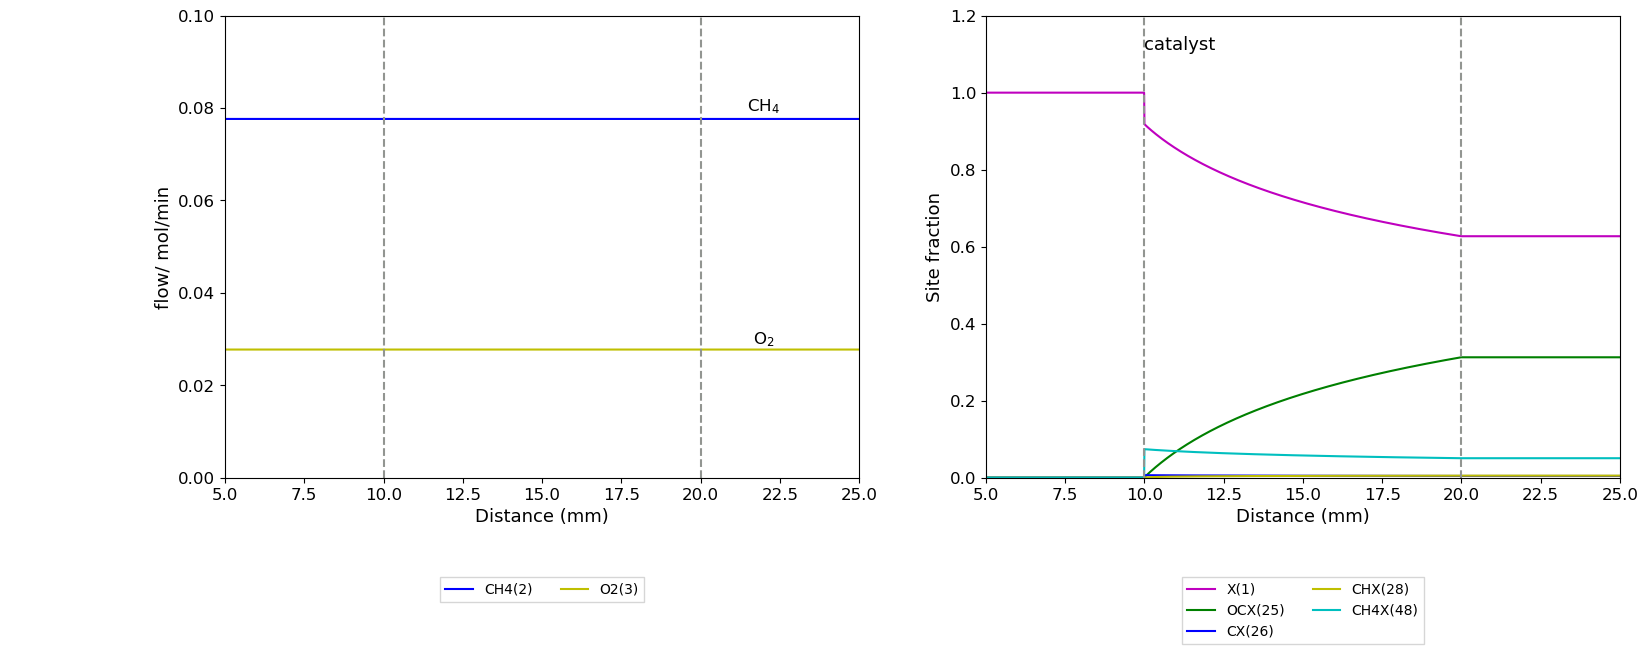 0.10
0.08
0.06
0.04
0.02
0.00
flow/ mol/min
CH₄
O₂
5.0 7.5 10.0 12.5 15.0 17.5 20.0 22.5 25.0
Distance (mm)
CH4(2) O2(3)
1.2
1.0
0.8
0.6
0.4
0.2
0.0
Site fraction
catalyst
5.0 7.5 10.0 12.5 15.0 17.5 20.0 22.5 25.0
Distance (mm)
X(1) CHX(28)
OCX(25) CH4X(48)
CX(26)